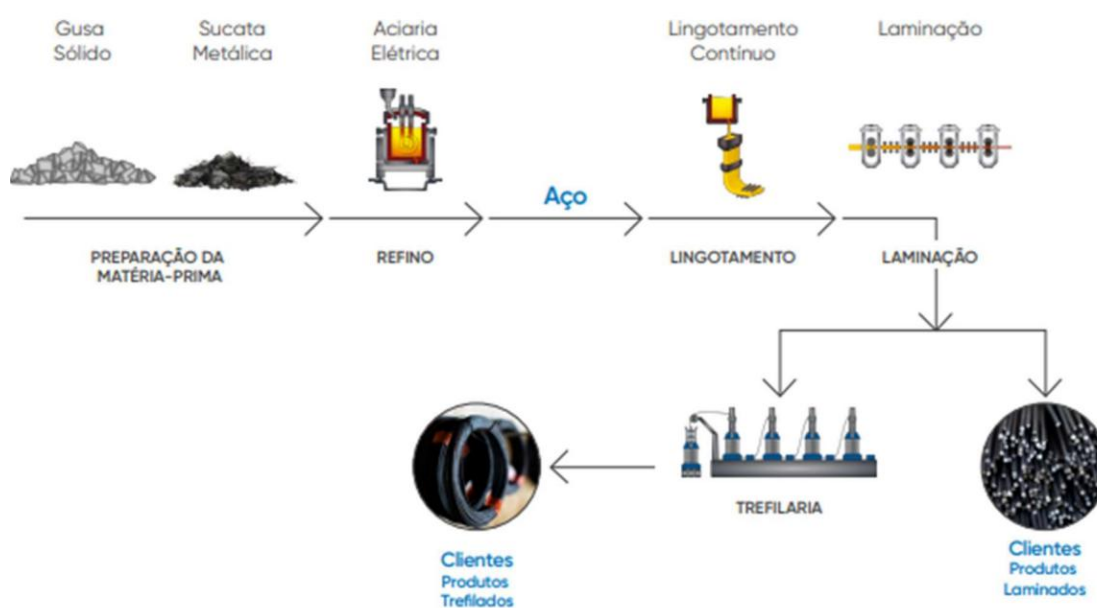 Gusa
Sólido
Sucata
Metálica
Aciaria
Elétrica
Lingotamento
Contínuo
Laminação
Aço
PREPARAÇÃO DA
MATÉRIA-PRIMA
REFINO
LINGOTAMENTO
LAMINAÇÃO
TREFILARIA
Clientes
Produtos
Trefilados
Clientes
Produtos
Laminados